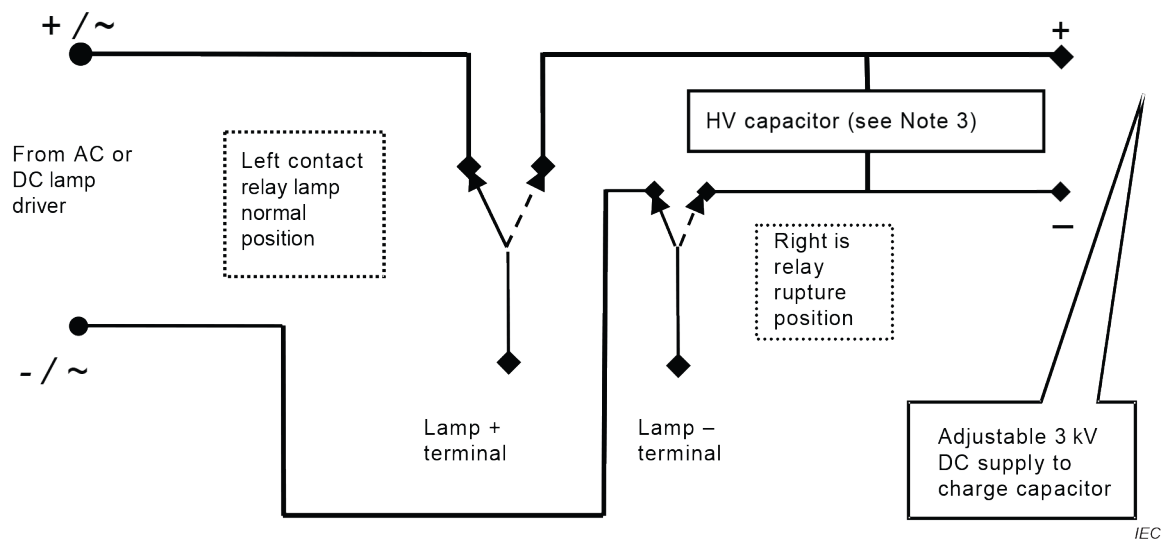 + / ~
+
From AC or
DC lamp
driver
Left contact
relay lamp
normal
position
HV capacitor (see Note 3)
–
Right is
relay
rupture
position
- / ~
Lamp +
terminal
Lamp –
terminal
Adjustable 3 kV
DC supply to
charge capacitor
IEC